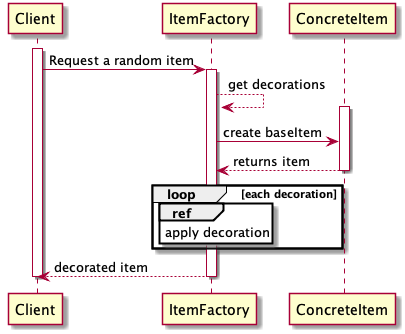 Client ItemFactory ConcreteItem
Request a random item
get decorations
create baseItem
returns item
loop [each decoration]
ref
apply decoration
decorated item
Client ItemFactory ConcreteItem